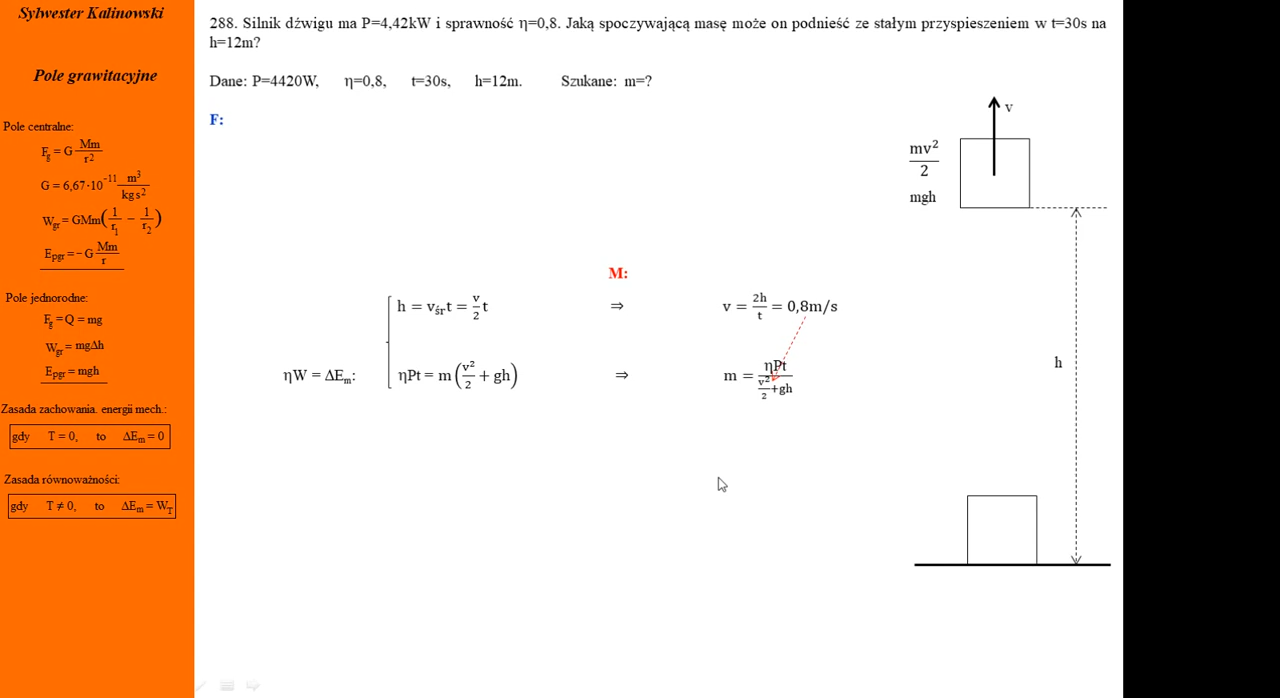 Sylwester Kalinowski
Pole grawitacyjne
Pole centralne:
F_g = G Mm/r²
G = 6,67·10⁻¹¹ m³/kg s²
W_gr = GMm(1/r₁ − 1/r₂)
E_pgr = − G Mm/r
Pole jednorodne:
F_g = Q = mg
W_gr = mgΔh
E_pgr = mgh
Zasada zachowania. energii mech.:
gdy T = 0, to ΔE_m = 0
Zasada równoważności:
gdy T ≠ 0, to ΔE_m = W_T
288. Silnik dźwigu ma P=4,42kW i sprawność η=0,8. Jaką spoczywającą masę może on podnieść ze stałym przyspieszeniem w t=30s na
h=12m?
Dane: P=4420W, η=0,8, t=30s, h=12m. Szukane: m=?
F:
M:
h = v_śr t = v/2 t ⇒ v = 2h/t = 0,8m/s
ηW = ΔE_m: ηPt = m(v²/2 + gh) ⇒ m = ηPt/(v²/2+gh)
v
mv²/2
mgh
h